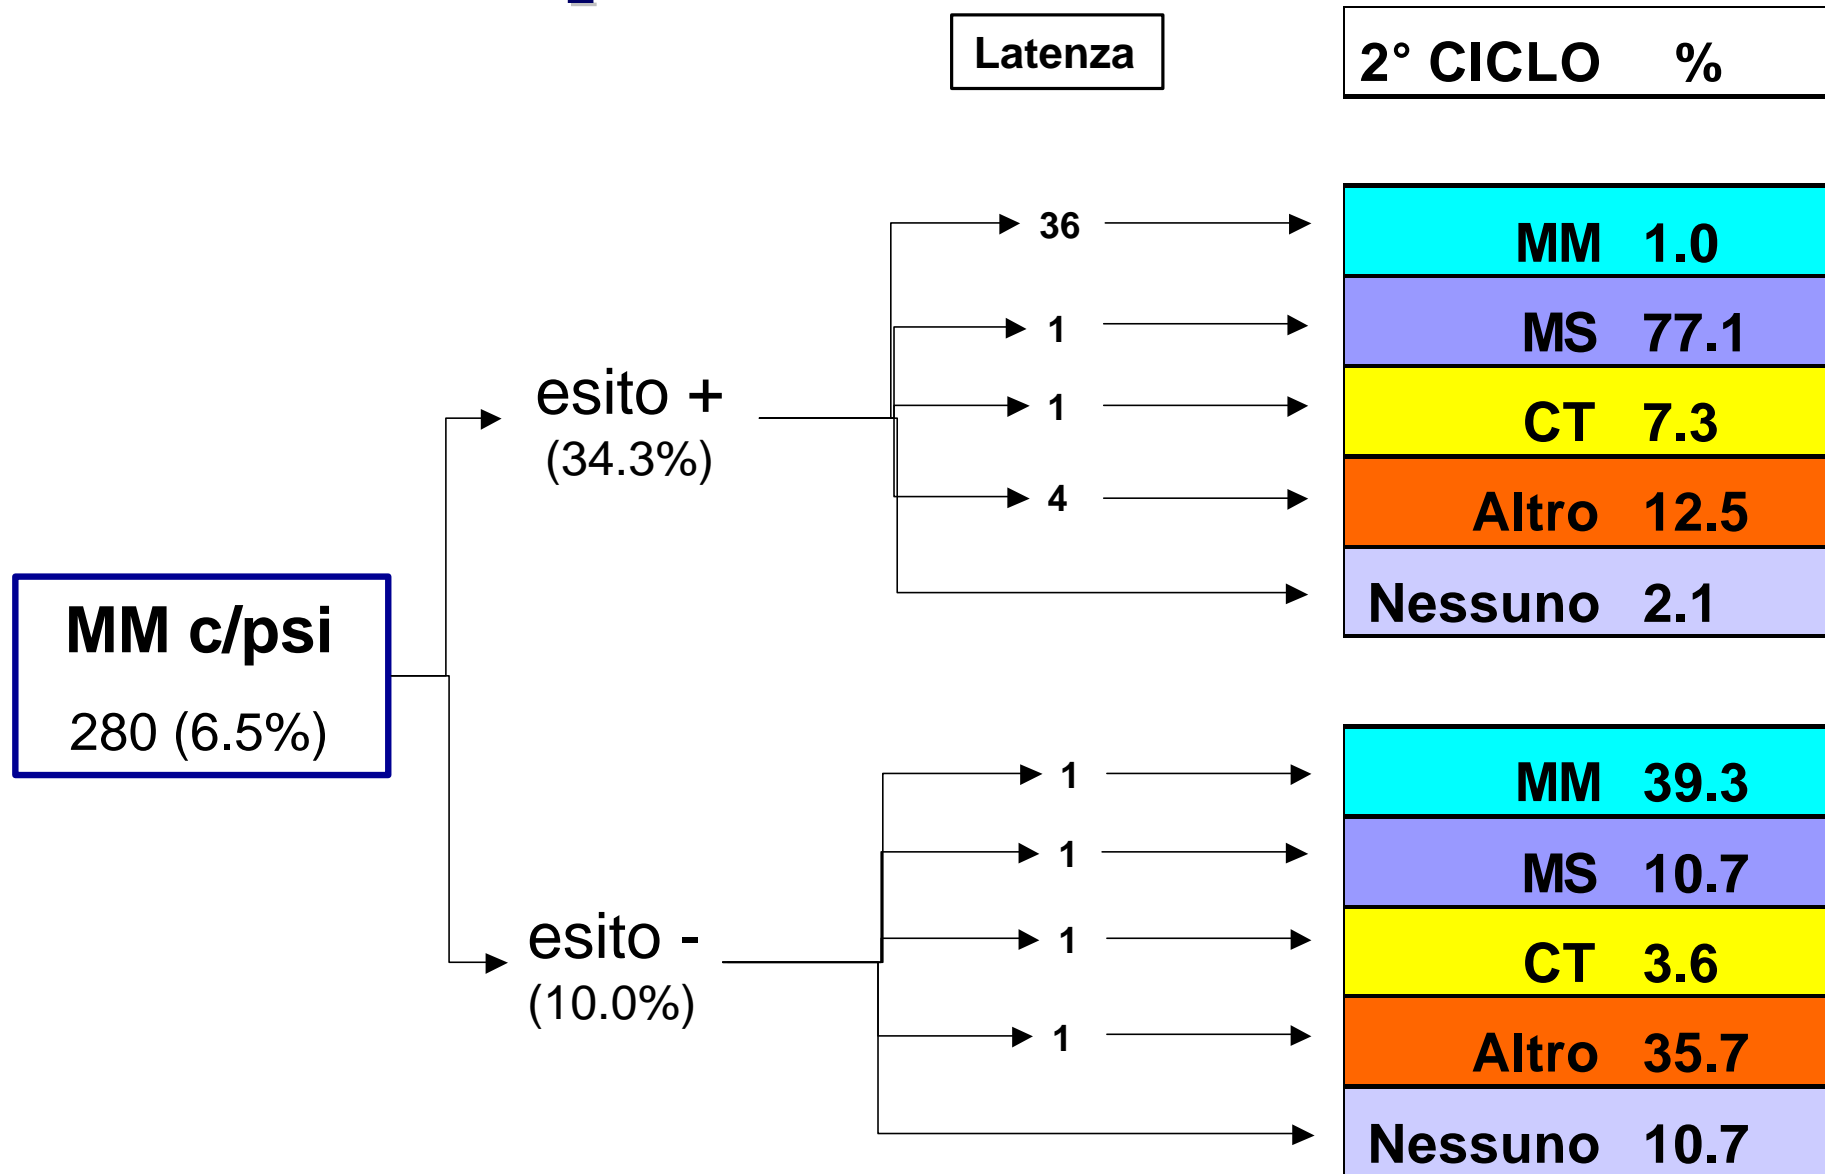 Latenza
2° CICLO %
36
MM 1.0
1
MS 77.1
esito +
(34.3%)
1
CT 7.3
4
Altro 12.5
Nessuno 2.1
MM c/psi
280 (6.5%)
1
MM 39.3
1
MS 10.7
esito -
(10.0%)
1
CT 3.6
1
Altro 35.7
Nessuno 10.7